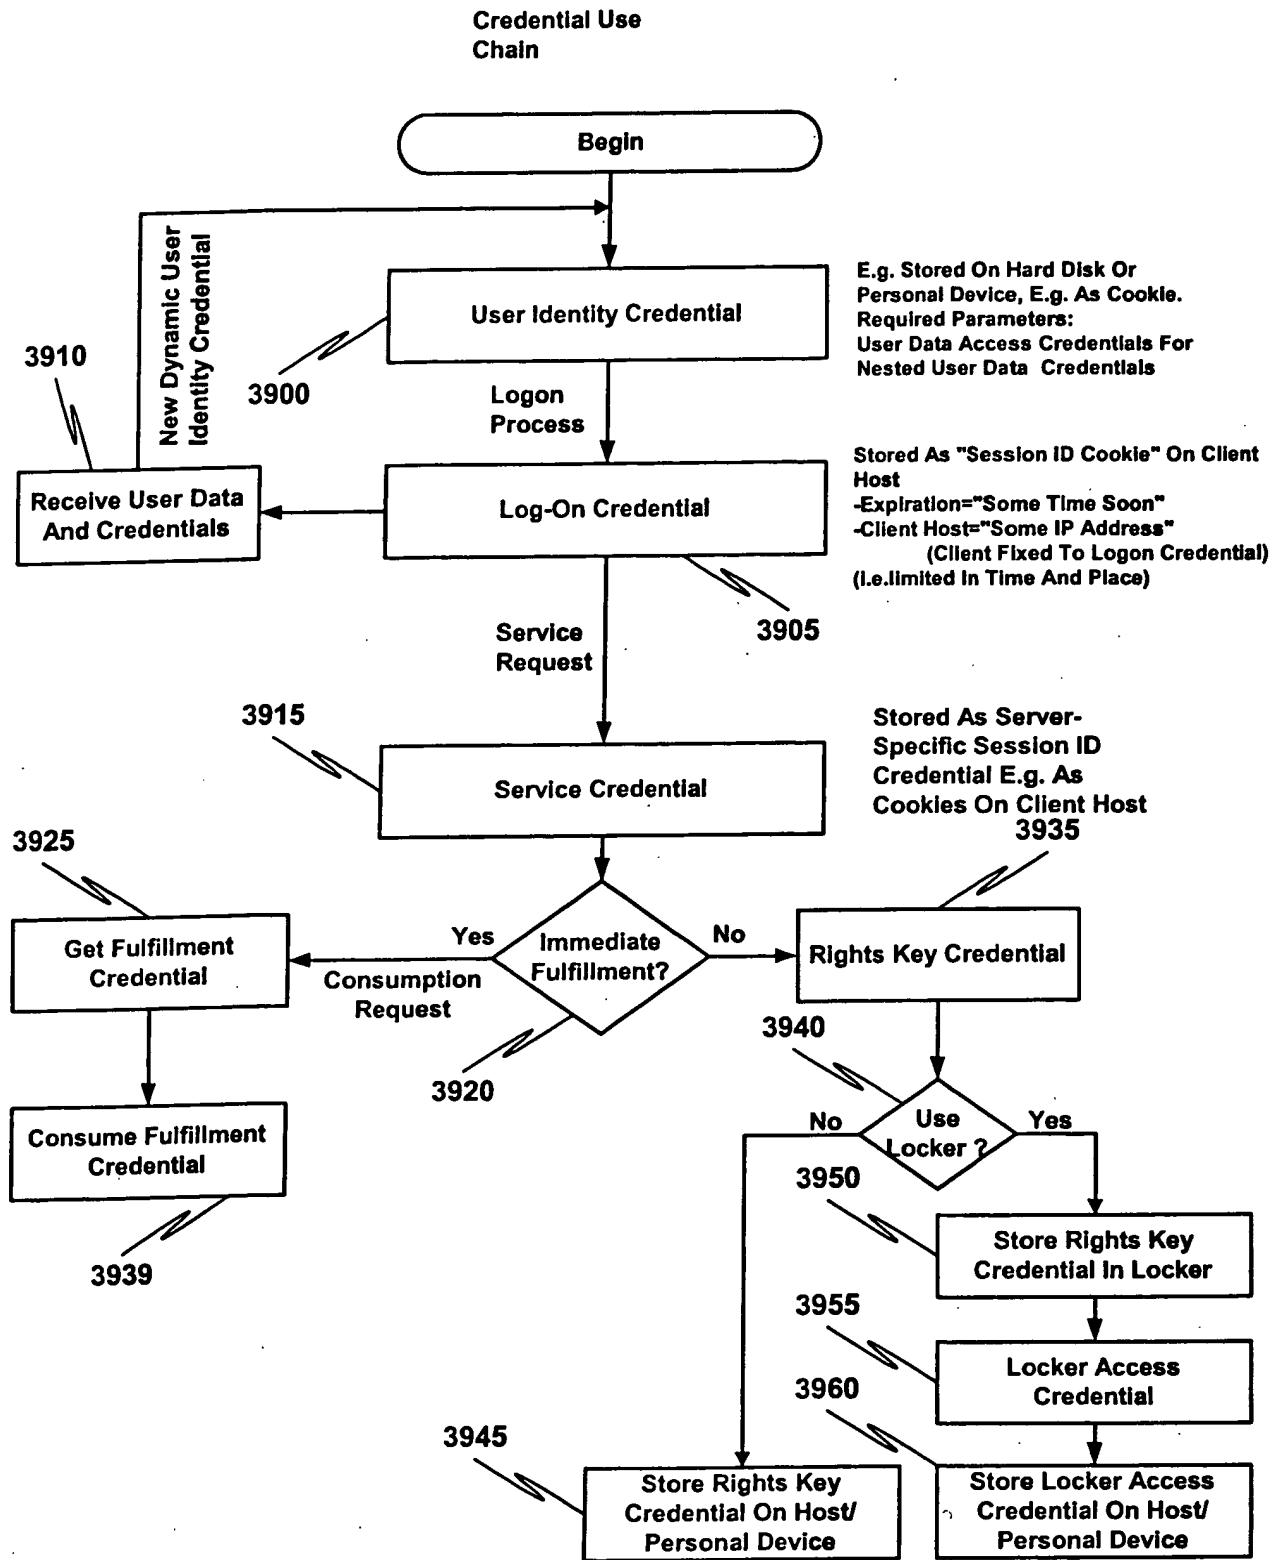 Credential Use
Chain
Begin
New Dynamic User
Identity Credential
User Identity Credential
E.g. Stored On Hard Disk Or
Personal Device, E.g. As Cookie.
Required Parameters:
User Data Access Credentials For
Nested User Data Credentials
3910
3900
Logon
Process
Receive User Data
And Credentials
Log-On Credential
Stored As "Session ID Cookie" On Client
Host
-Expiration="Some Time Soon"
-Client Host="Some IP Address"
(Client Fixed To Logon Credential)
(i.e.limited In Time And Place)
3905
Service
Request
3915
Service Credential
Stored As Server-
Specific Session ID
Credential E.g. As
Cookies On Client Host
3925
3935
Get Fulfillment
Credential
Yes
Consumption
Request
Immediate
Fulfillment?
No
Rights Key Credential
3920
3940
Consume Fulfillment
Credential
No
Use
Locker ?
Yes
3939
3950
Store Rights Key
Credential In Locker
3955
Locker Access
Credential
3960
3945
Store Rights Key
Credential On Host/
Personal Device
Store Locker Access
Credential On Host/
Personal Device